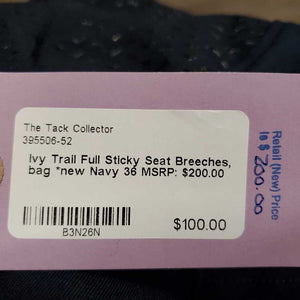 The Tack Collector
395506-52
Ivy Trail Full Sticky Seat Breeches,
bag *new Navy 36 MSRP: $200.00
$100.00
B3N26N
Retail (New) Price
Is $ 200.00